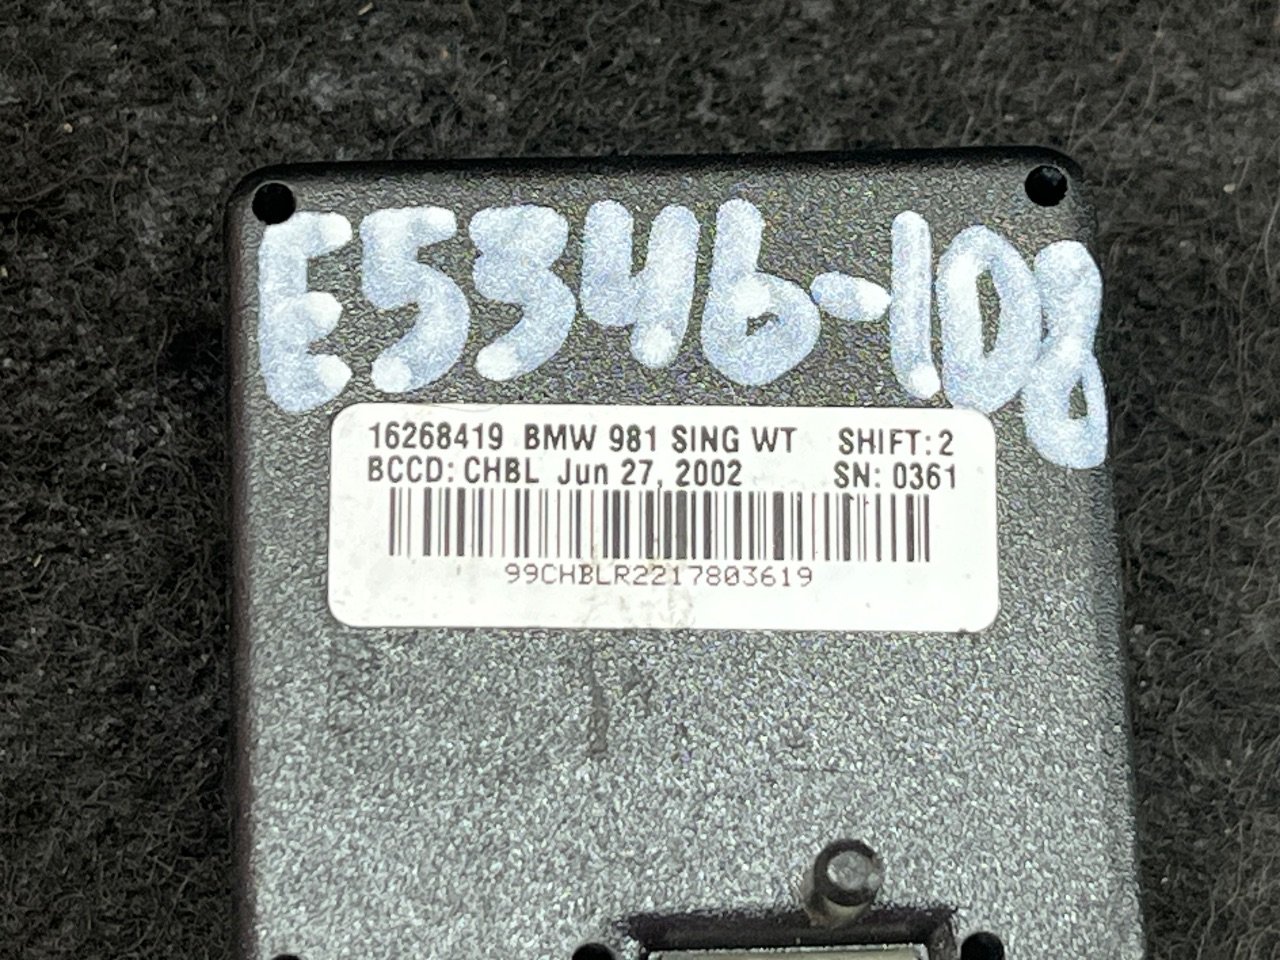 E5346-108
16268419 BMW 981 SING WT SHIFT: 2
BCCD: CHBL Jun 27, 2002 SN: 0361
99CHBLR2217803619